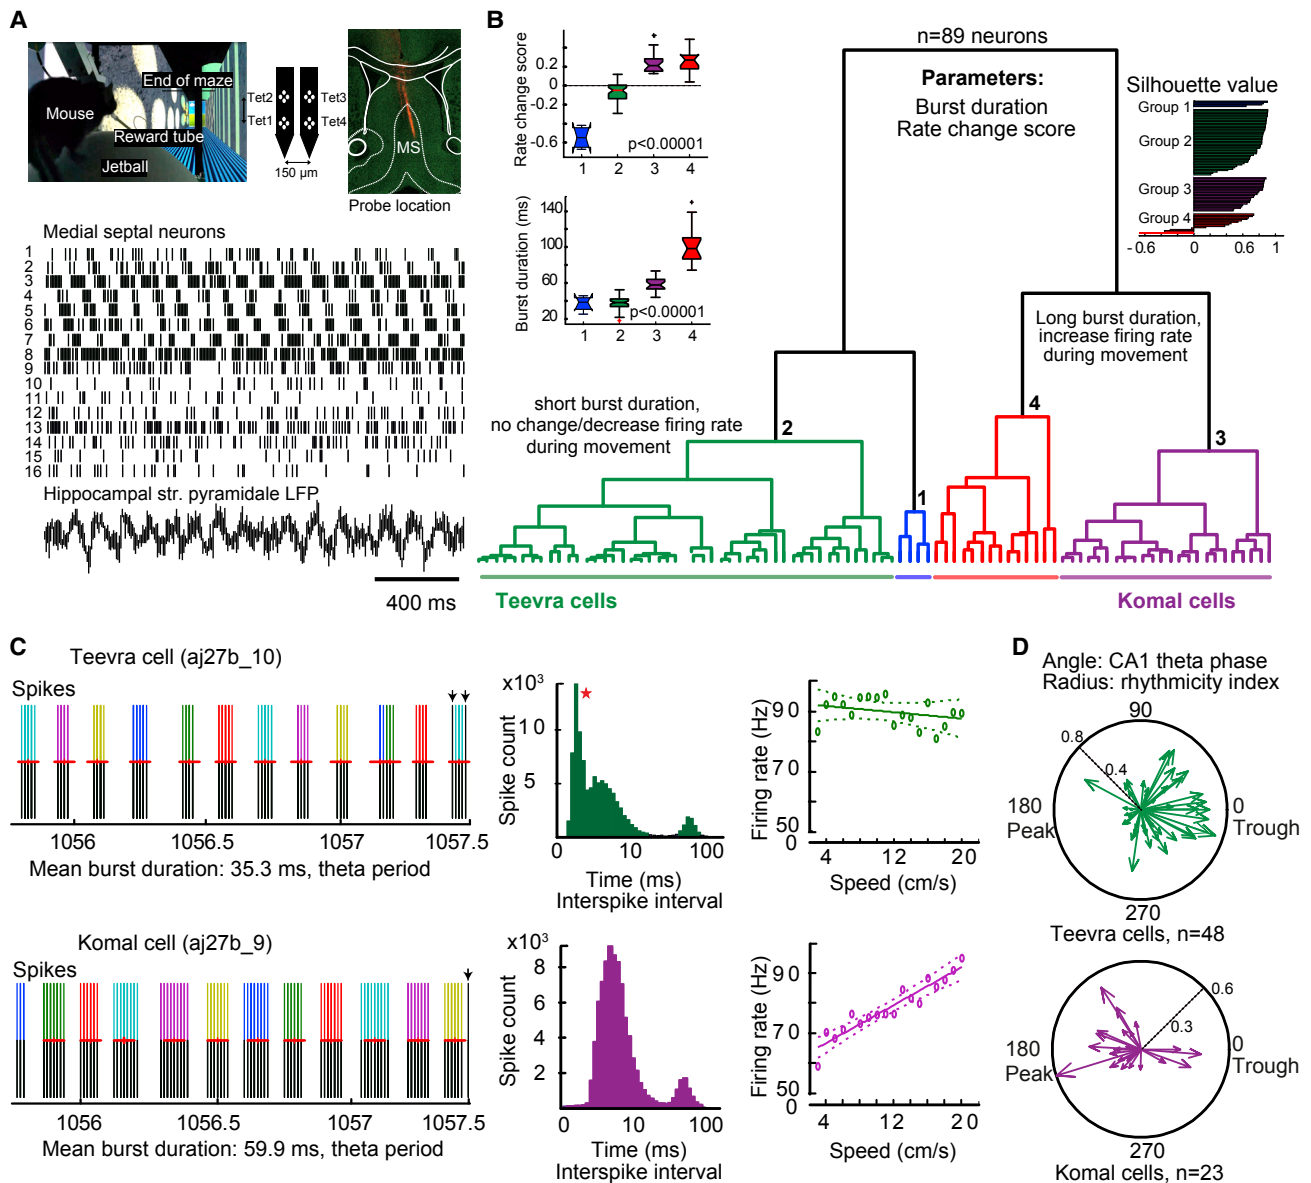 A
End of maze
Mouse
Reward tube
Jetball
Tet2
Tet3
Tet1
Tet4
150 µm
MS
Probe location
Medial septal neurons
1
2
3
4
5
6
7
8
9
10
11
12
13
14
15
16
Hippocampal str. pyramidale LFP
400 ms
B
Rate change score
0.2
0
-0.2
-0.6
p<0.00001
1 2 3 4
Burst duration (ms)
140
100
60
20
p<0.00001
1 2 3 4
n=89 neurons
Parameters:
Burst duration
Rate change score
Silhouette value
Group 1
Group 2
Group 3
Group 4
-0.6 0 0.6 1
Long burst duration,
increase firing rate
during movement
short burst duration,
no change/decrease firing rate
during movement
2
1
4
3
Teevra cells
Komal cells
C
Teevra cell (aj27b_10)
Spikes
1056 1056.5 1057 1057.5
Mean burst duration: 35.3 ms, theta period
x10³
Spike count
10
5
0 10 100
Time (ms)
Interspike interval
Firing rate (Hz)
90
70
50
0
4 12 20
Speed (cm/s)
Komal cell (aj27b_9)
Spikes
1056 1056.5 1057 1057.5
Mean burst duration: 59.9 ms, theta period
x10³
Spike count
8
6
4
2
0 10 100
Time (ms)
Interspike interval
Firing rate (Hz)
90
70
50
0
4 12 20
Speed (cm/s)
D
Angle: CA1 theta phase
Radius: rhythmicity index
90
0.8
0.4
180
Peak
0
Trough
270
Teevra cells, n=48
0.6
0.3
180
Peak
0
Trough
270
Komal cells, n=23